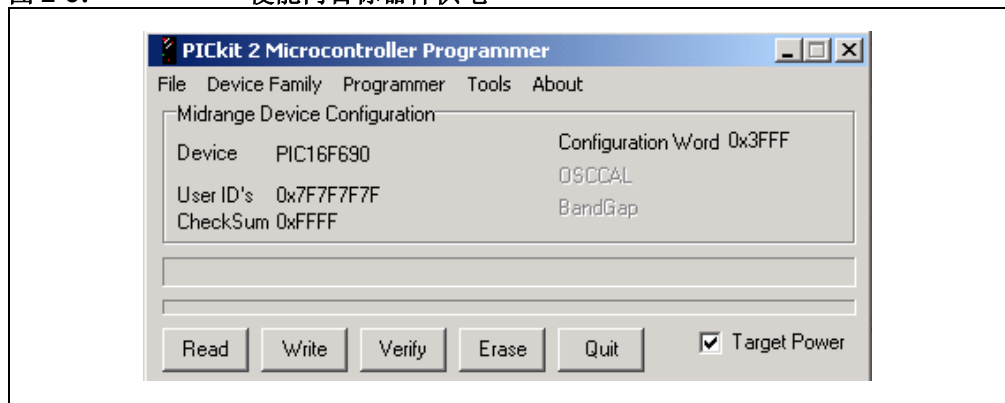 PICkit 2 Microcontroller Programmer
File Device Family Programmer Tools About
Midrange Device Configuration
Device PIC16F690
Configuration Word 0x3FFF
OSCCAL
User ID's 0x7F7F7F7F
BandGap
CheckSum 0xFFFF
Read Write Verify Erase Quit Target Power